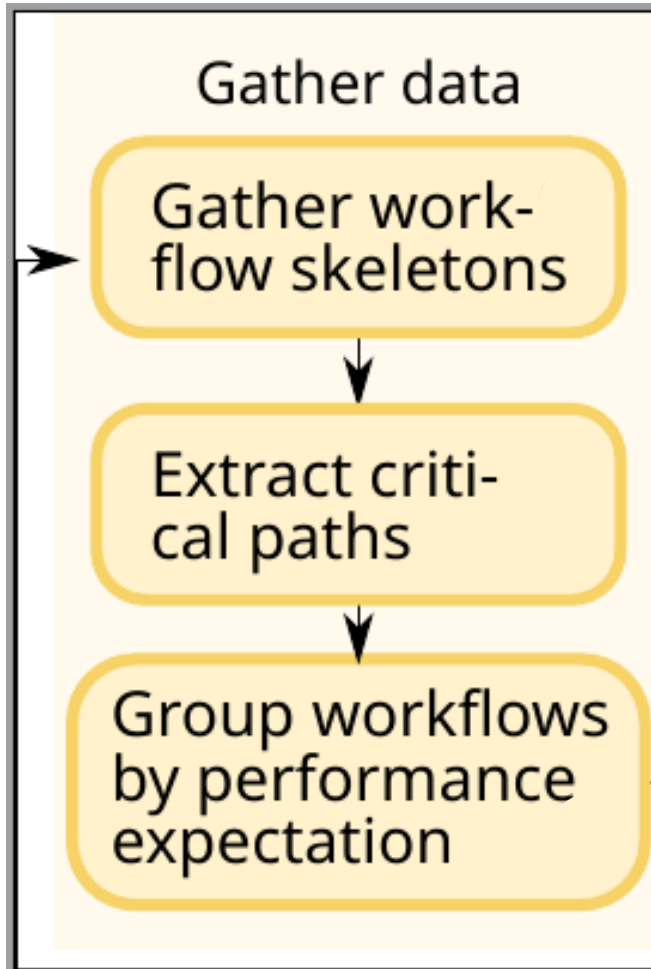 Gather data
Gather work-
flow skeletons
Extract criti-
cal paths
Group workflows
by performance
expectation